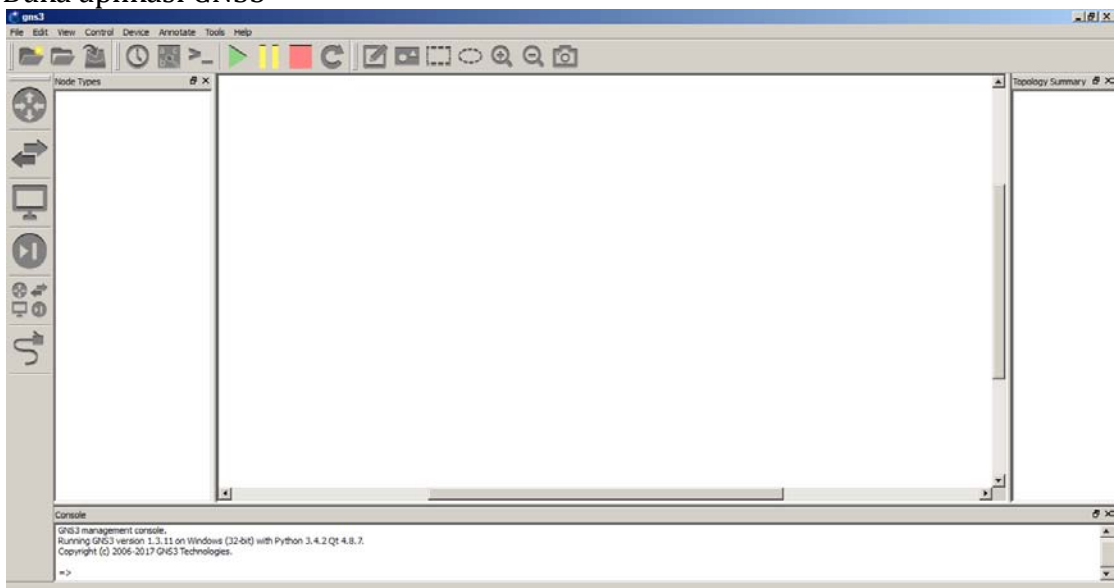 Buka aplikasi GNS3
gns3
File Edit View Control Device Annotate Tools Help
Node Types
Topology Summary
Console
GNS3 management console.
Running GNS3 version 1.3.11 on Windows (32-bit) with Python 3.4.2 Qt 4.8.7.
Copyright (c) 2006-2017 GNS3 Technologies.
=>